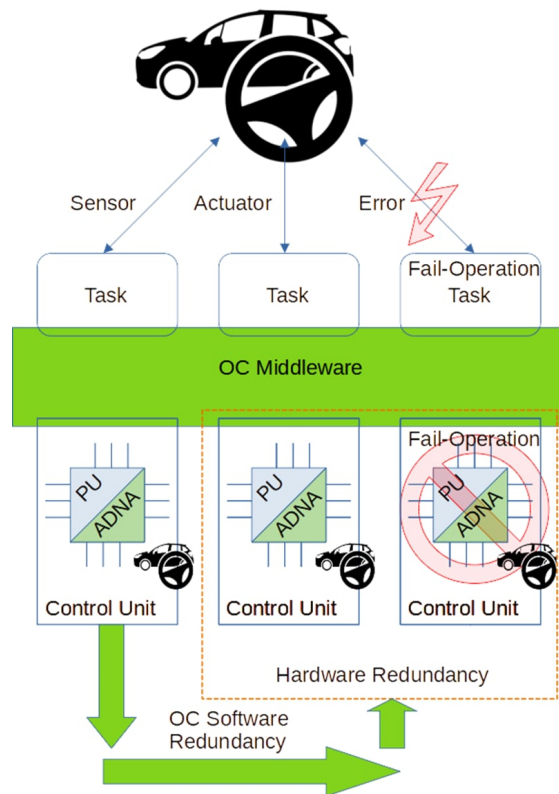 Sensor
Actuator
Error
Task
Task
Fail-Operation
Task
OC Middleware
PU
ADNA
Control Unit
PU
ADNA
Control Unit
Fail-Operation
PU
ADNA
Control Unit
Hardware Redundancy
OC Software
Redundancy